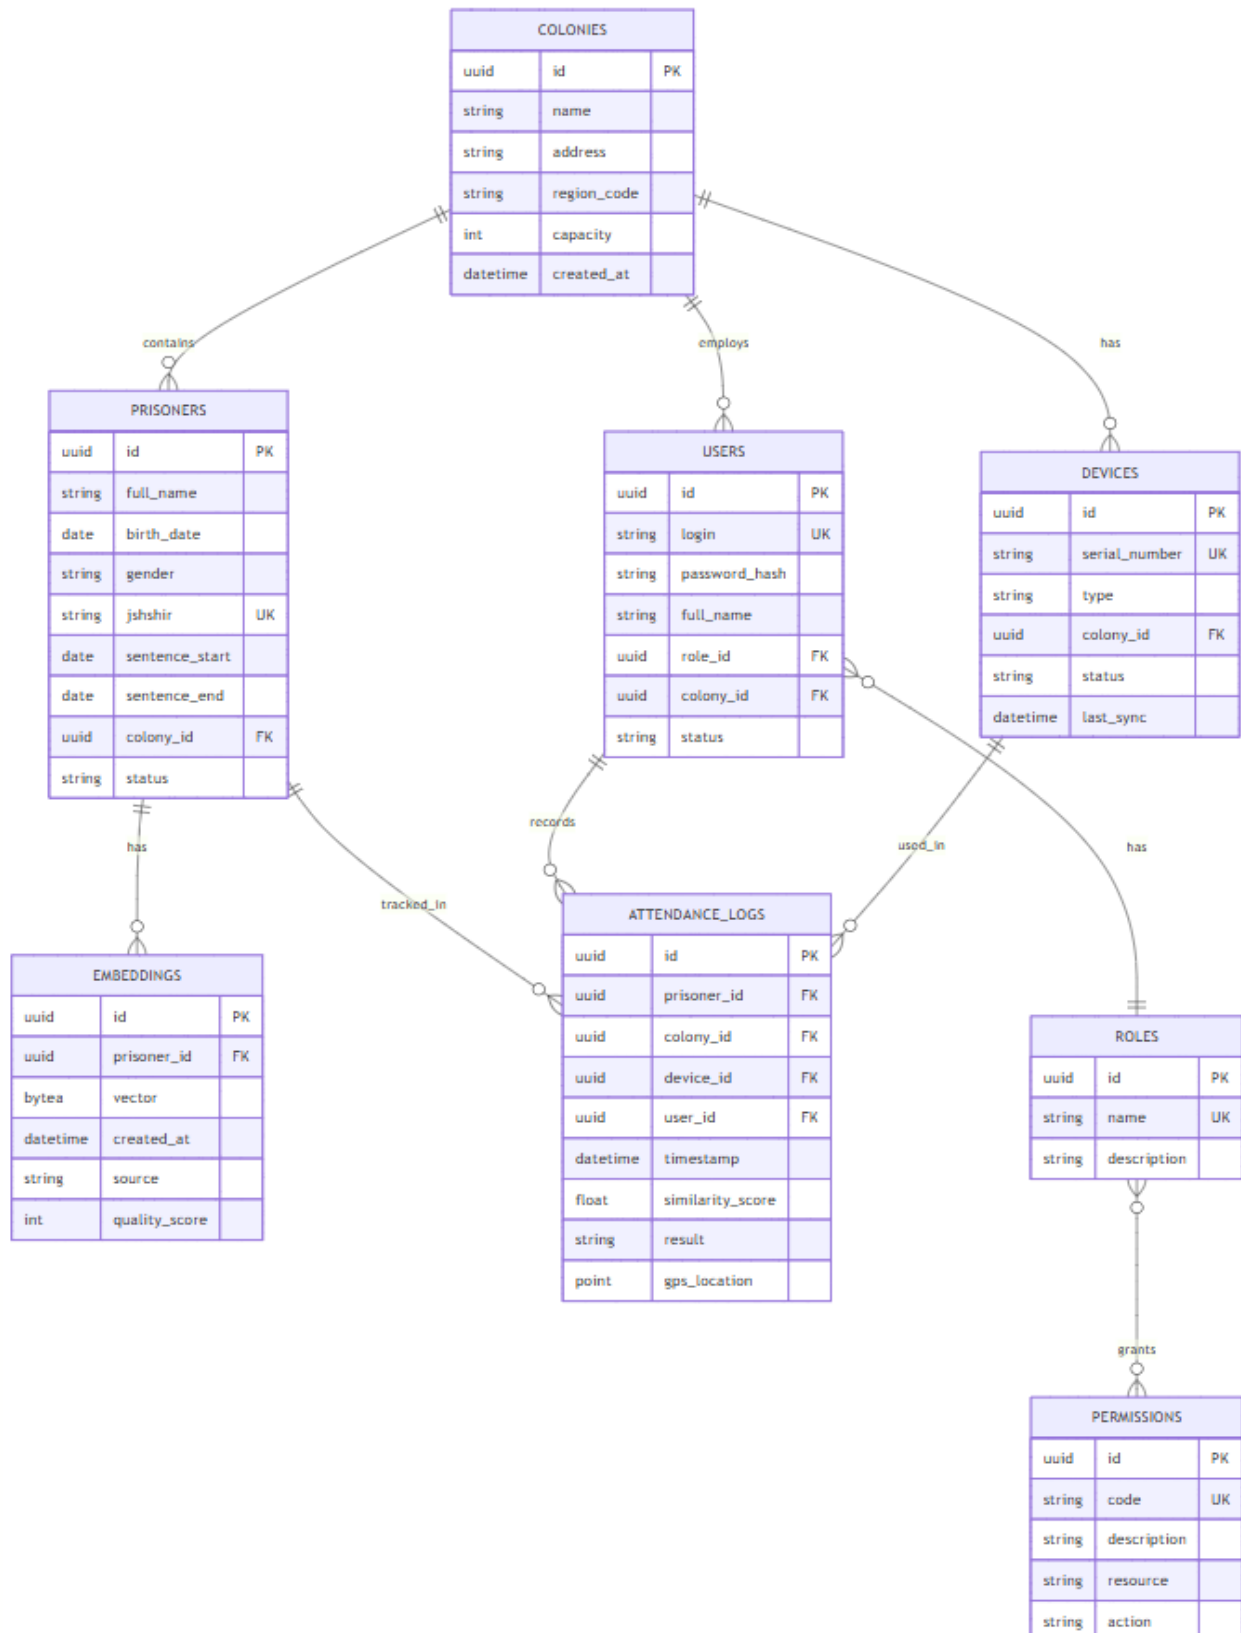 COLONIES
uuid id PK
string name
string address
string region_code
int capacity
datetime created_at
contains
employs
has
PRISONERS
uuid id PK
string full_name
date birth_date
string gender
string jshshir UK
date sentence_start
date sentence_end
uuid colony_id FK
string status
USERS
uuid id PK
string login UK
string password_hash
string full_name
uuid role_id FK
uuid colony_id FK
string status
DEVICES
uuid id PK
string serial_number UK
string type
uuid colony_id FK
string status
datetime last_sync
has
tracked_in
records
used_in
has
EMBEDDINGS
uuid id PK
uuid prisoner_id FK
bytea vector
datetime created_at
string source
int quality_score
ATTENDANCE_LOGS
uuid id PK
uuid prisoner_id FK
uuid colony_id FK
uuid device_id FK
uuid user_id FK
datetime timestamp
float similarity_score
string result
point gps_location
ROLES
uuid id PK
string name UK
string description
grants
PERMISSIONS
uuid id PK
string code UK
string description
string resource
string action